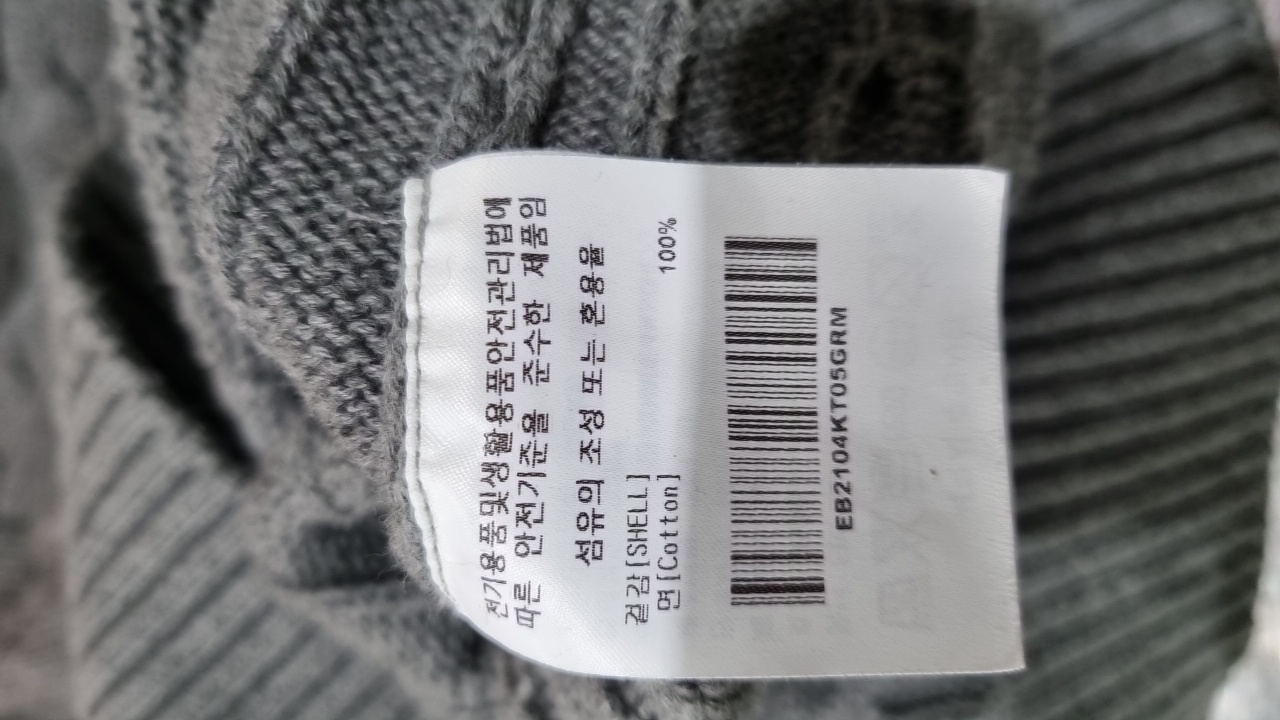 전기용품및생활용품안전관리법에
따른 안전기준을 준수한 제품임
섬유의 조성 또는 혼용율
겉감[SHELL]
면[Cotton] 100%
EB2104KT05GRM